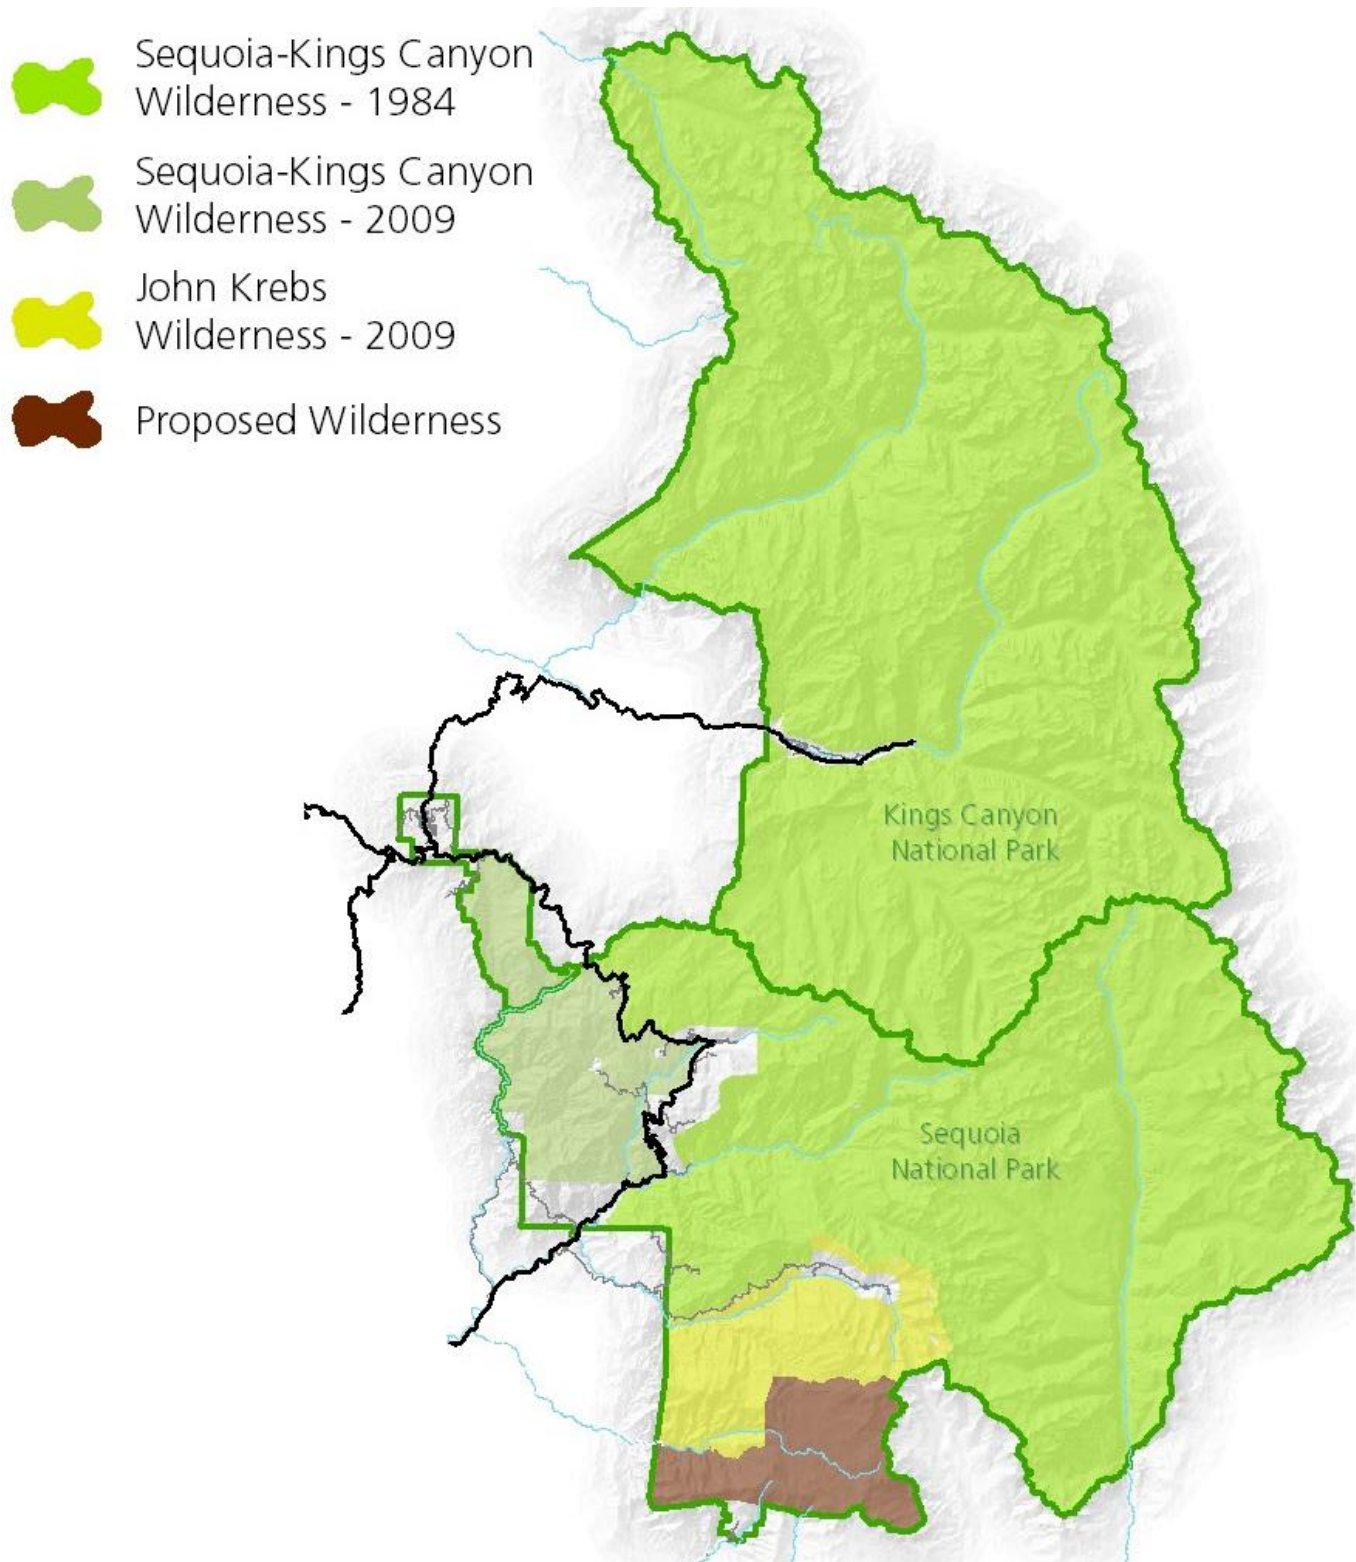 Sequoia-Kings Canyon
Wilderness - 1984
Sequoia-Kings Canyon
Wilderness - 2009
John Krebs
Wilderness - 2009
Proposed Wilderness
Kings Canyon
National Park
Sequoia
National Park